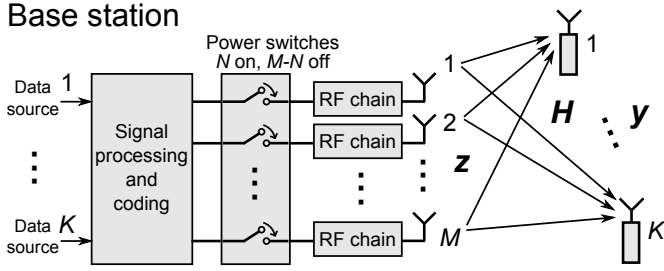 Base station
Power switches
N on, M-N off
Data
source
1
Signal
processing
and
coding
RF chain
1
RF chain
2
Data
source
K
RF chain
M
z
H
y
1
K